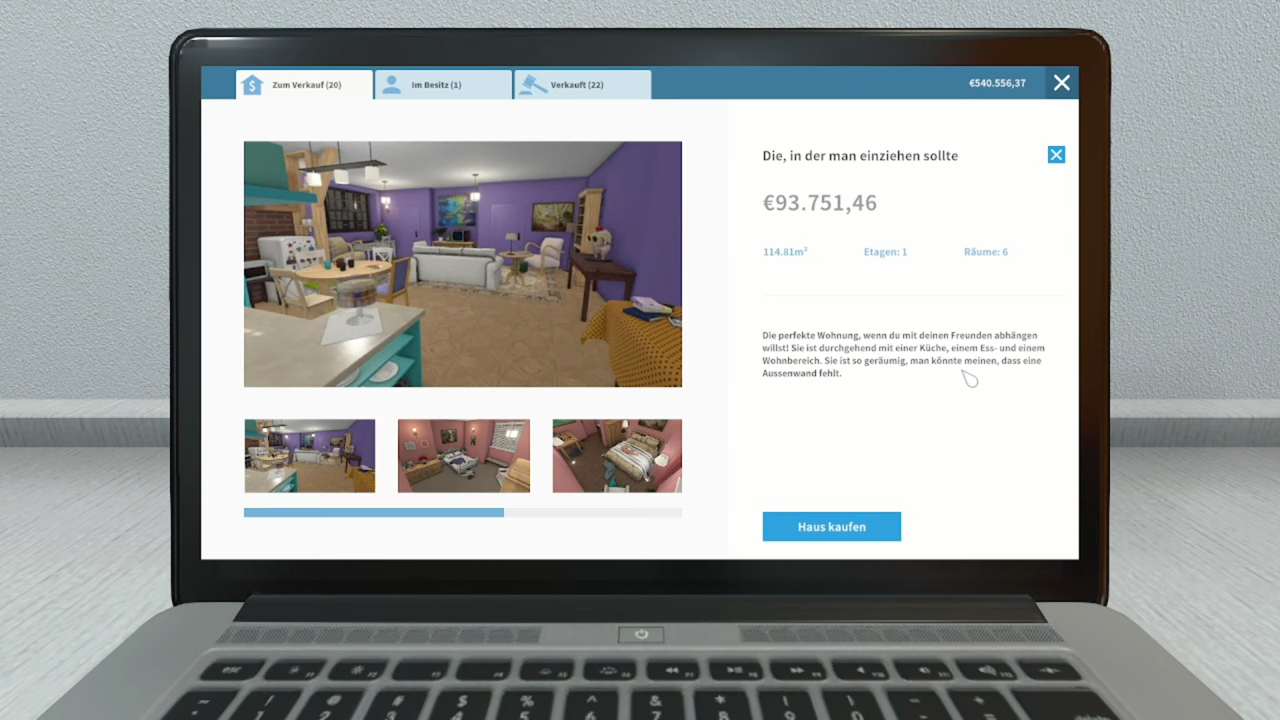 Zum Verkauf (20)
Im Besitz (1)
Verkauft (22)
€540.556,37
Die, in der man einziehen sollte
€93.751,46
114.81m²
Etagen: 1
Räume: 6
Die perfekte Wohnung, wenn du mit deinen Freunden abhängen
willst! Sie ist durchgehend mit einer Küche, einem Ess- und einem
Wohnbereich. Sie ist so geräumig, man könnte meinen, dass eine
Aussenwand fehlt.
Haus kaufen
esc